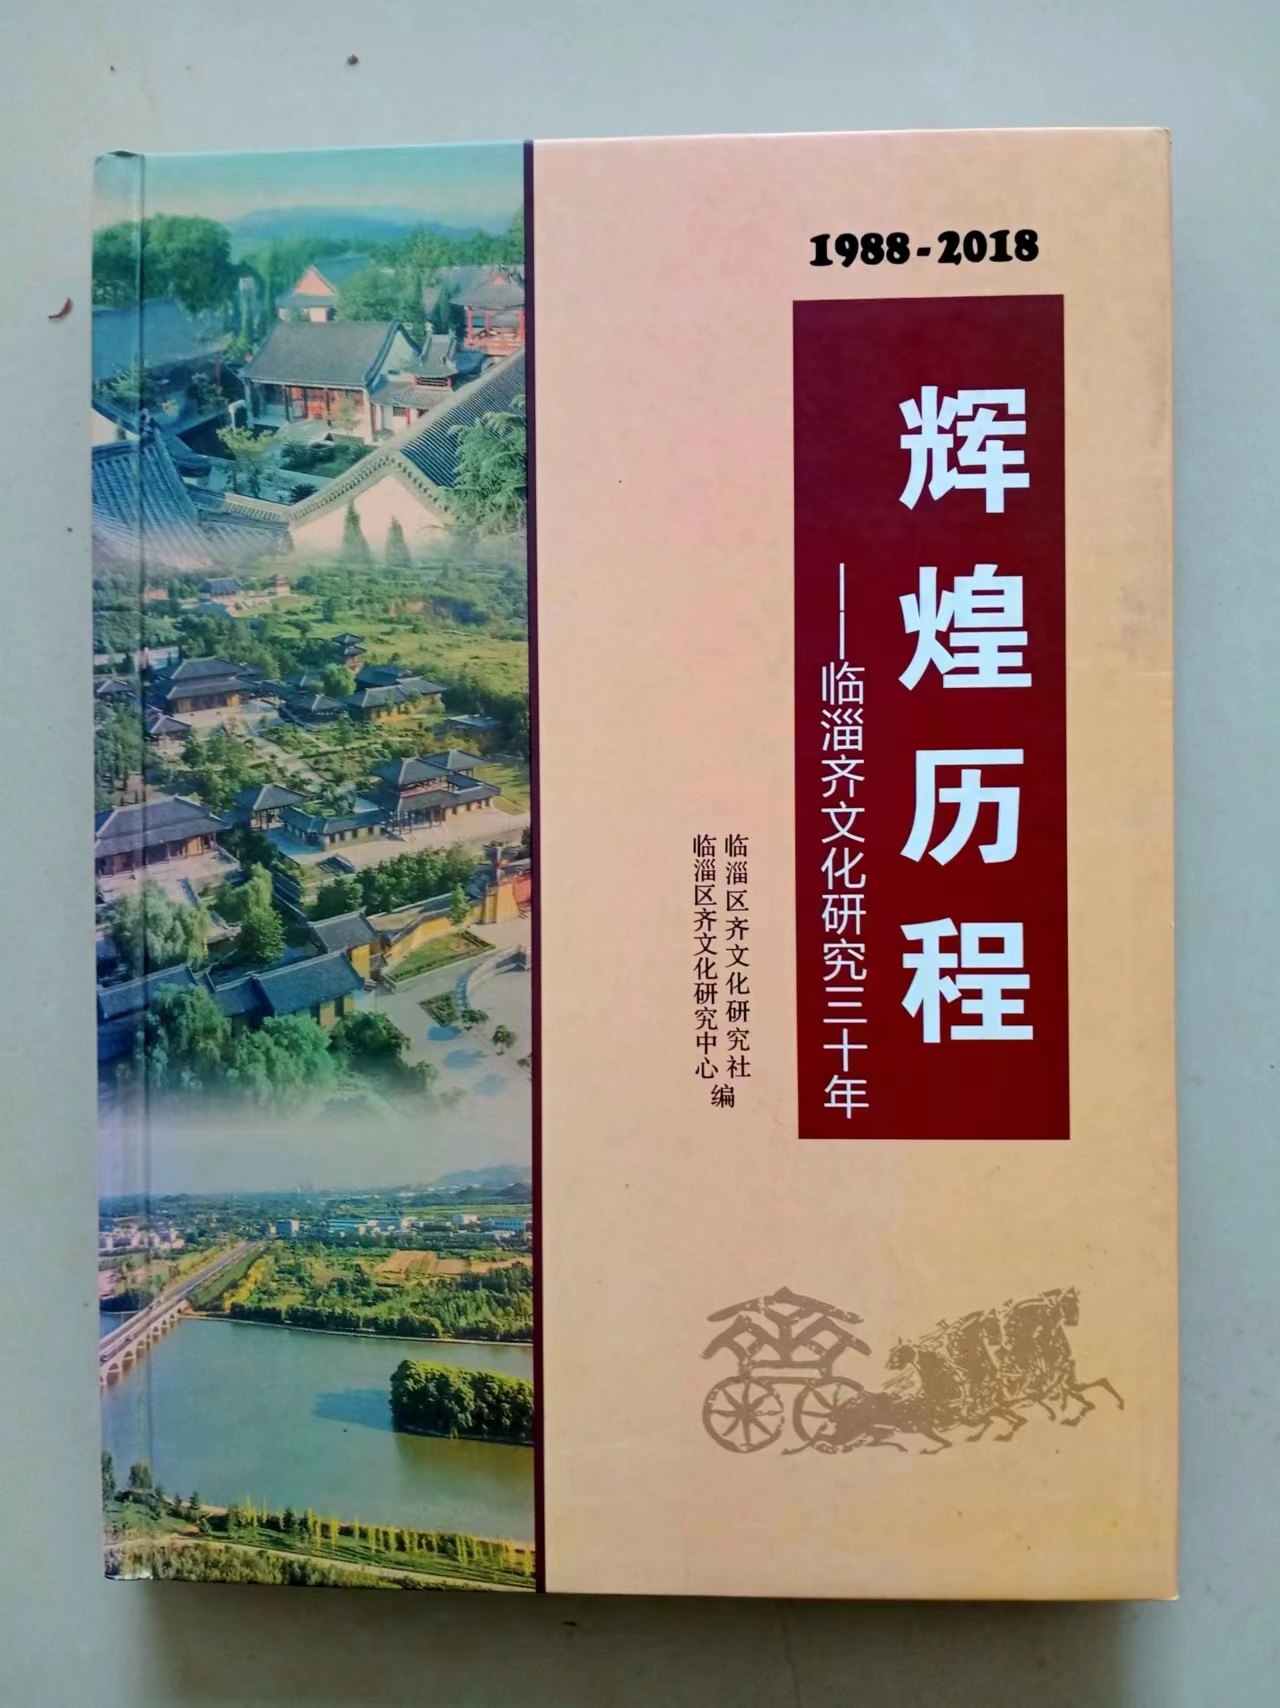 1988-2018
辉煌历程
——临淄齐文化研究三十年
临淄区齐文化研究社
临淄区齐文化研究中心
编